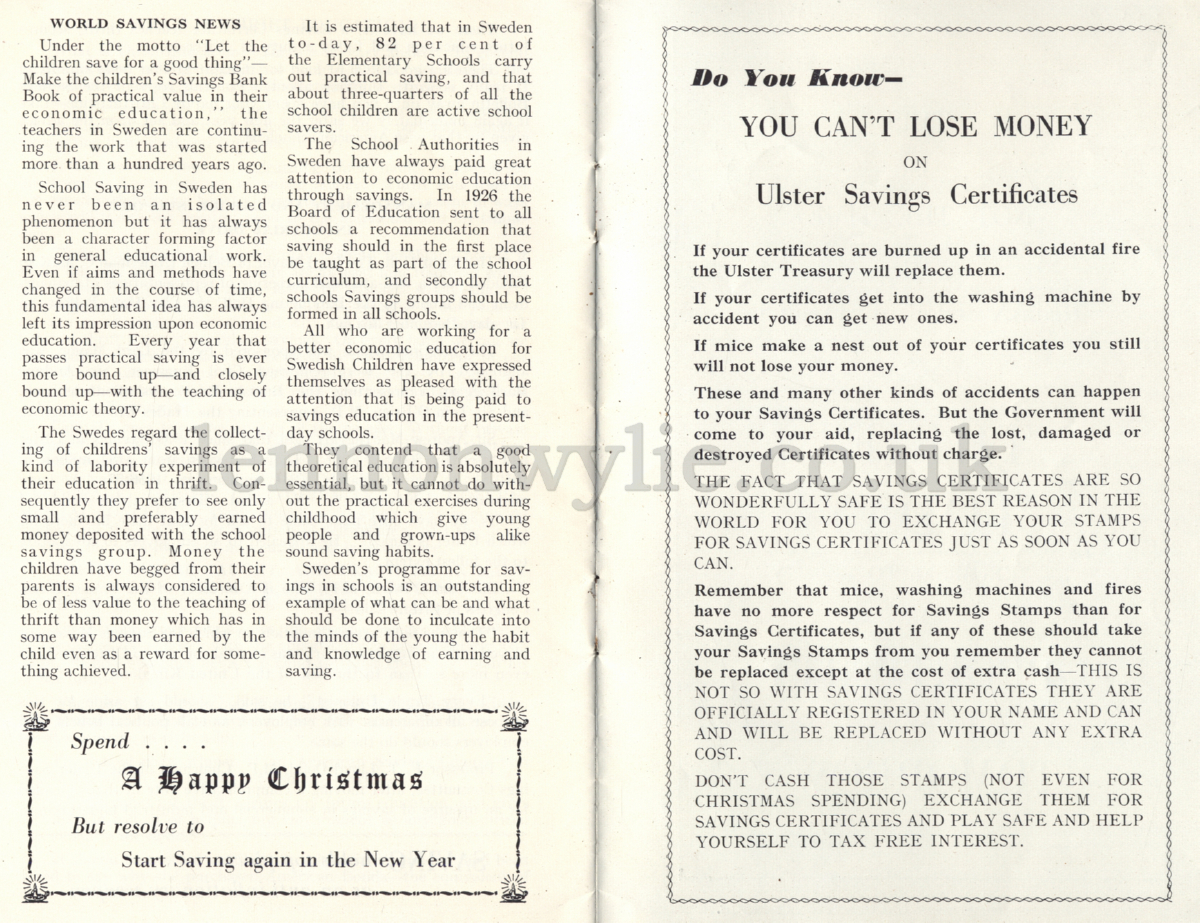 WORLD SAVINGS NEWS
Under the motto "Let the
children save for a good thing"—
Make the children's Savings Bank
Book of practical value in their
economic education," the
teachers in Sweden are continu-
ing the work that was started
more than a hundred years ago.
School Saving in Sweden has
never been an isolated
phenomenon but it has always
been a character forming factor
in general educational work.
Even if aims and methods have
changed in the course of time,
this fundamental idea has always
left its impression upon economic
education. Every year that
passes practical saving is ever
more bound up—and closely
bound up—with the teaching of
economic theory.
The Swedes regard the collect-
ing of childrens' savings as a
kind of labority experiment of
their education in thrift. Con-
sequently they prefer to see only
small and preferably earned
money deposited with the school
savings group. Money the
children have begged from their
parents is always considered to
be of less value to the teaching of
thrift than money which has in
some way been earned by the
child even as a reward for some-
thing achieved.
It is estimated that in Sweden
to-day, 82 per cent of
the Elementary Schools carry
out practical saving, and that
about three-quarters of all the
school children are active school
savers.
The School Authorities in
Sweden have always paid great
attention to economic education
through savings. In 1926 the
Board of Education sent to all
schools a recommendation that
saving should in the first place
be taught as part of the school
curriculum, and secondly that
schools Savings groups should be
formed in all schools.
All who are working for a
better economic education for
Swedish Children have expressed
themselves as pleased with the
attention that is being paid to
savings education in the present-
day schools.
They contend that a good
theoretical education is absolutely
essential, but it cannot do with-
out the practical exercises during
childhood which give young
people and grown-ups alike
sound saving habits.
Sweden's programme for sav-
ings in schools is an outstanding
example of what can be and what
should be done to inculcate into
the minds of the young the habit
and knowledge of earning and
saving.
Spend . . . .
A Happy Christmas
But resolve to
Start Saving again in the New Year
Do You Know—
YOU CAN'T LOSE MONEY
ON
Ulster Savings Certificates
If your certificates are burned up in an accidental fire
the Ulster Treasury will replace them.
If your certificates get into the washing machine by
accident you can get new ones.
If mice make a nest out of your certificates you still
will not lose your money.
These and many other kinds of accidents can happen
to your Savings Certificates. But the Government will
come to your aid, replacing the lost, damaged or
destroyed Certificates without charge.
THE FACT THAT SAVINGS CERTIFICATES ARE SO
WONDERFULLY SAFE IS THE BEST REASON IN THE
WORLD FOR YOU TO EXCHANGE YOUR STAMPS
FOR SAVINGS CERTIFICATES JUST AS SOON AS YOU
CAN.
Remember that mice, washing machines and fires
have no more respect for Savings Stamps than for
Savings Certificates, but if any of these should take
your Savings Stamps from you remember they cannot
be replaced except at the cost of extra cash—THIS IS
NOT SO WITH SAVINGS CERTIFICATES THEY ARE
OFFICIALLY REGISTERED IN YOUR NAME AND CAN
AND WILL BE REPLACED WITHOUT ANY EXTRA
COST.
DON'T CASH THOSE STAMPS (NOT EVEN FOR
CHRISTMAS SPENDING) EXCHANGE THEM FOR
SAVINGS CERTIFICATES AND PLAY SAFE AND HELP
YOURSELF TO TAX FREE INTEREST.
lennonwylie.co.uk